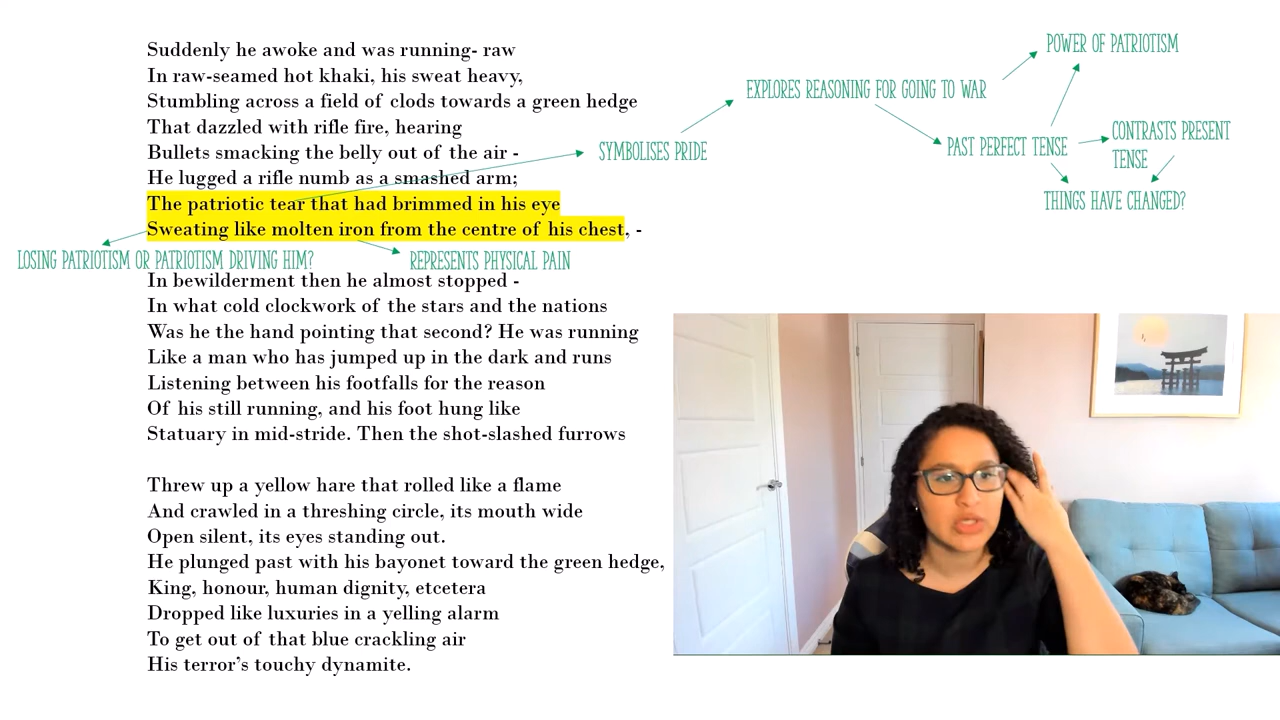 Suddenly he awoke and was running- raw
In raw-seamed hot khaki, his sweat heavy,
Stumbling across a field of clods towards a green hedge
That dazzled with rifle fire, hearing
Bullets smacking the belly out of the air -
He lugged a rifle numb as a smashed arm;
The patriotic tear that had brimmed in his eye
Sweating like molten iron from the centre of his chest, -
In bewilderment then he almost stopped -
In what cold clockwork of the stars and the nations
Was he the hand pointing that second? He was running
Like a man who has jumped up in the dark and runs
Listening between his footfalls for the reason
Of his still running, and his foot hung like
Statuary in mid-stride. Then the shot-slashed furrows
Threw up a yellow hare that rolled like a flame
And crawled in a threshing circle, its mouth wide
Open silent, its eyes standing out.
He plunged past with his bayonet toward the green hedge,
King, honour, human dignity, etcetera
Dropped like luxuries in a yelling alarm
To get out of that blue crackling air
His terror's touchy dynamite.
LOSING PATRIOTISM OR PATRIOTISM DRIVING HIM?
REPRESENTS PHYSICAL PAIN
SYMBOLISES PRIDE
EXPLORES REASONING FOR GOING TO WAR
POWER OF PATRIOTISM
PAST PERFECT TENSE
CONTRASTS PRESENT
TENSE
THINGS HAVE CHANGED?